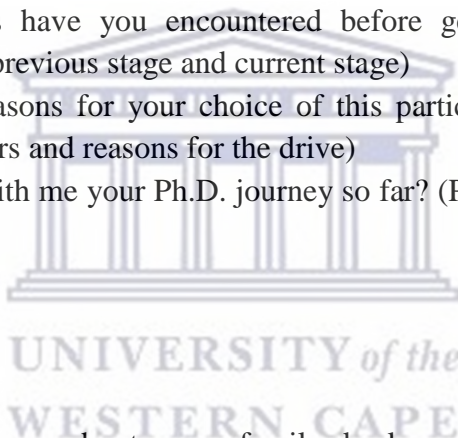 have you encountered before g
previous stage and current stage)
asons for your choice of this partic
rs and reasons for the drive)
ith me your Ph.D. journey so far? (
UNIVERSITY of the
WESTERN CAPE